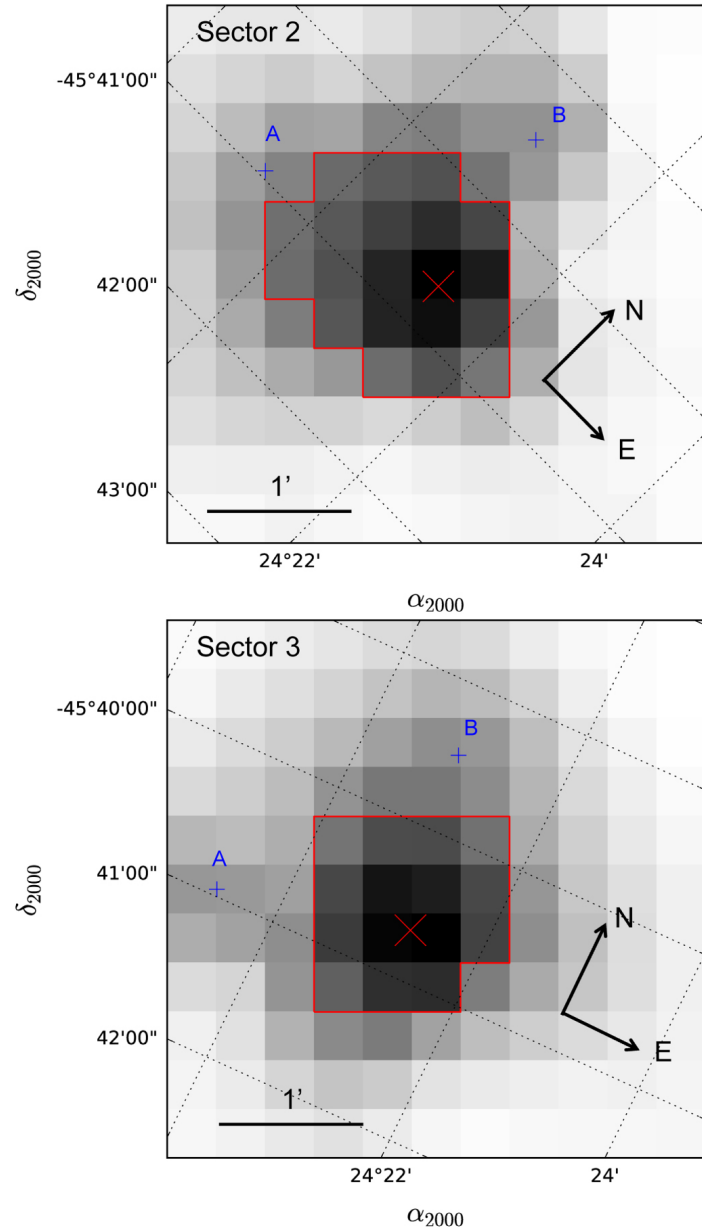 Sector 2
-45°41'00"
A
B
δ2000
42'00"
N
E
43'00"
1'
24°22'
24'
α2000
Sector 3
-45°40'00"
B
A
41'00"
δ2000
N
E
42'00"
1'
24°22'
24'
α2000